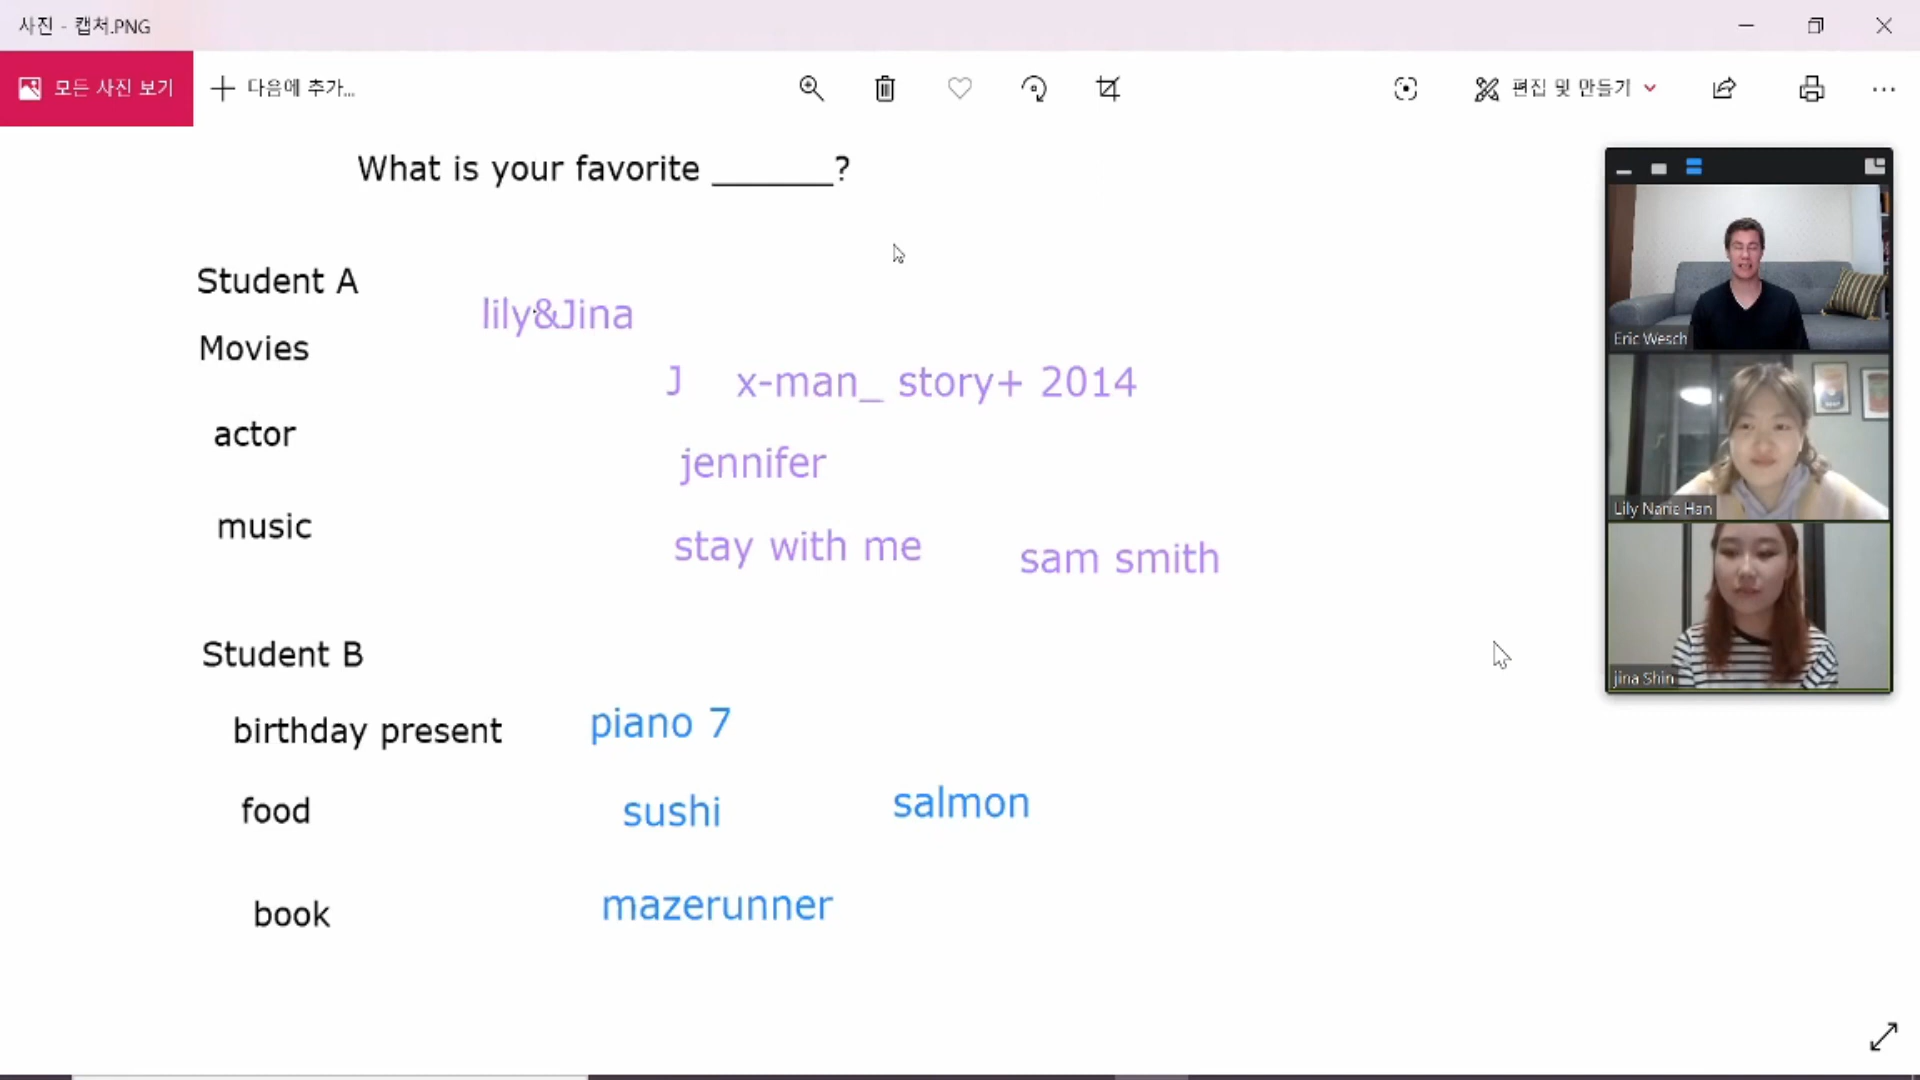 사진 - 캡처.PNG
모든 사진 보기
다음에 추가...
편집 및 만들기
What is your favorite ______?
Student A
lily&Jina
Movies
J x-man_ story+ 2014
actor
jennifer
music
stay with me sam smith
Student B
birthday present piano 7
food sushi salmon
book mazerunner
Eric Wesch
Lily Narie Han
jina Shin